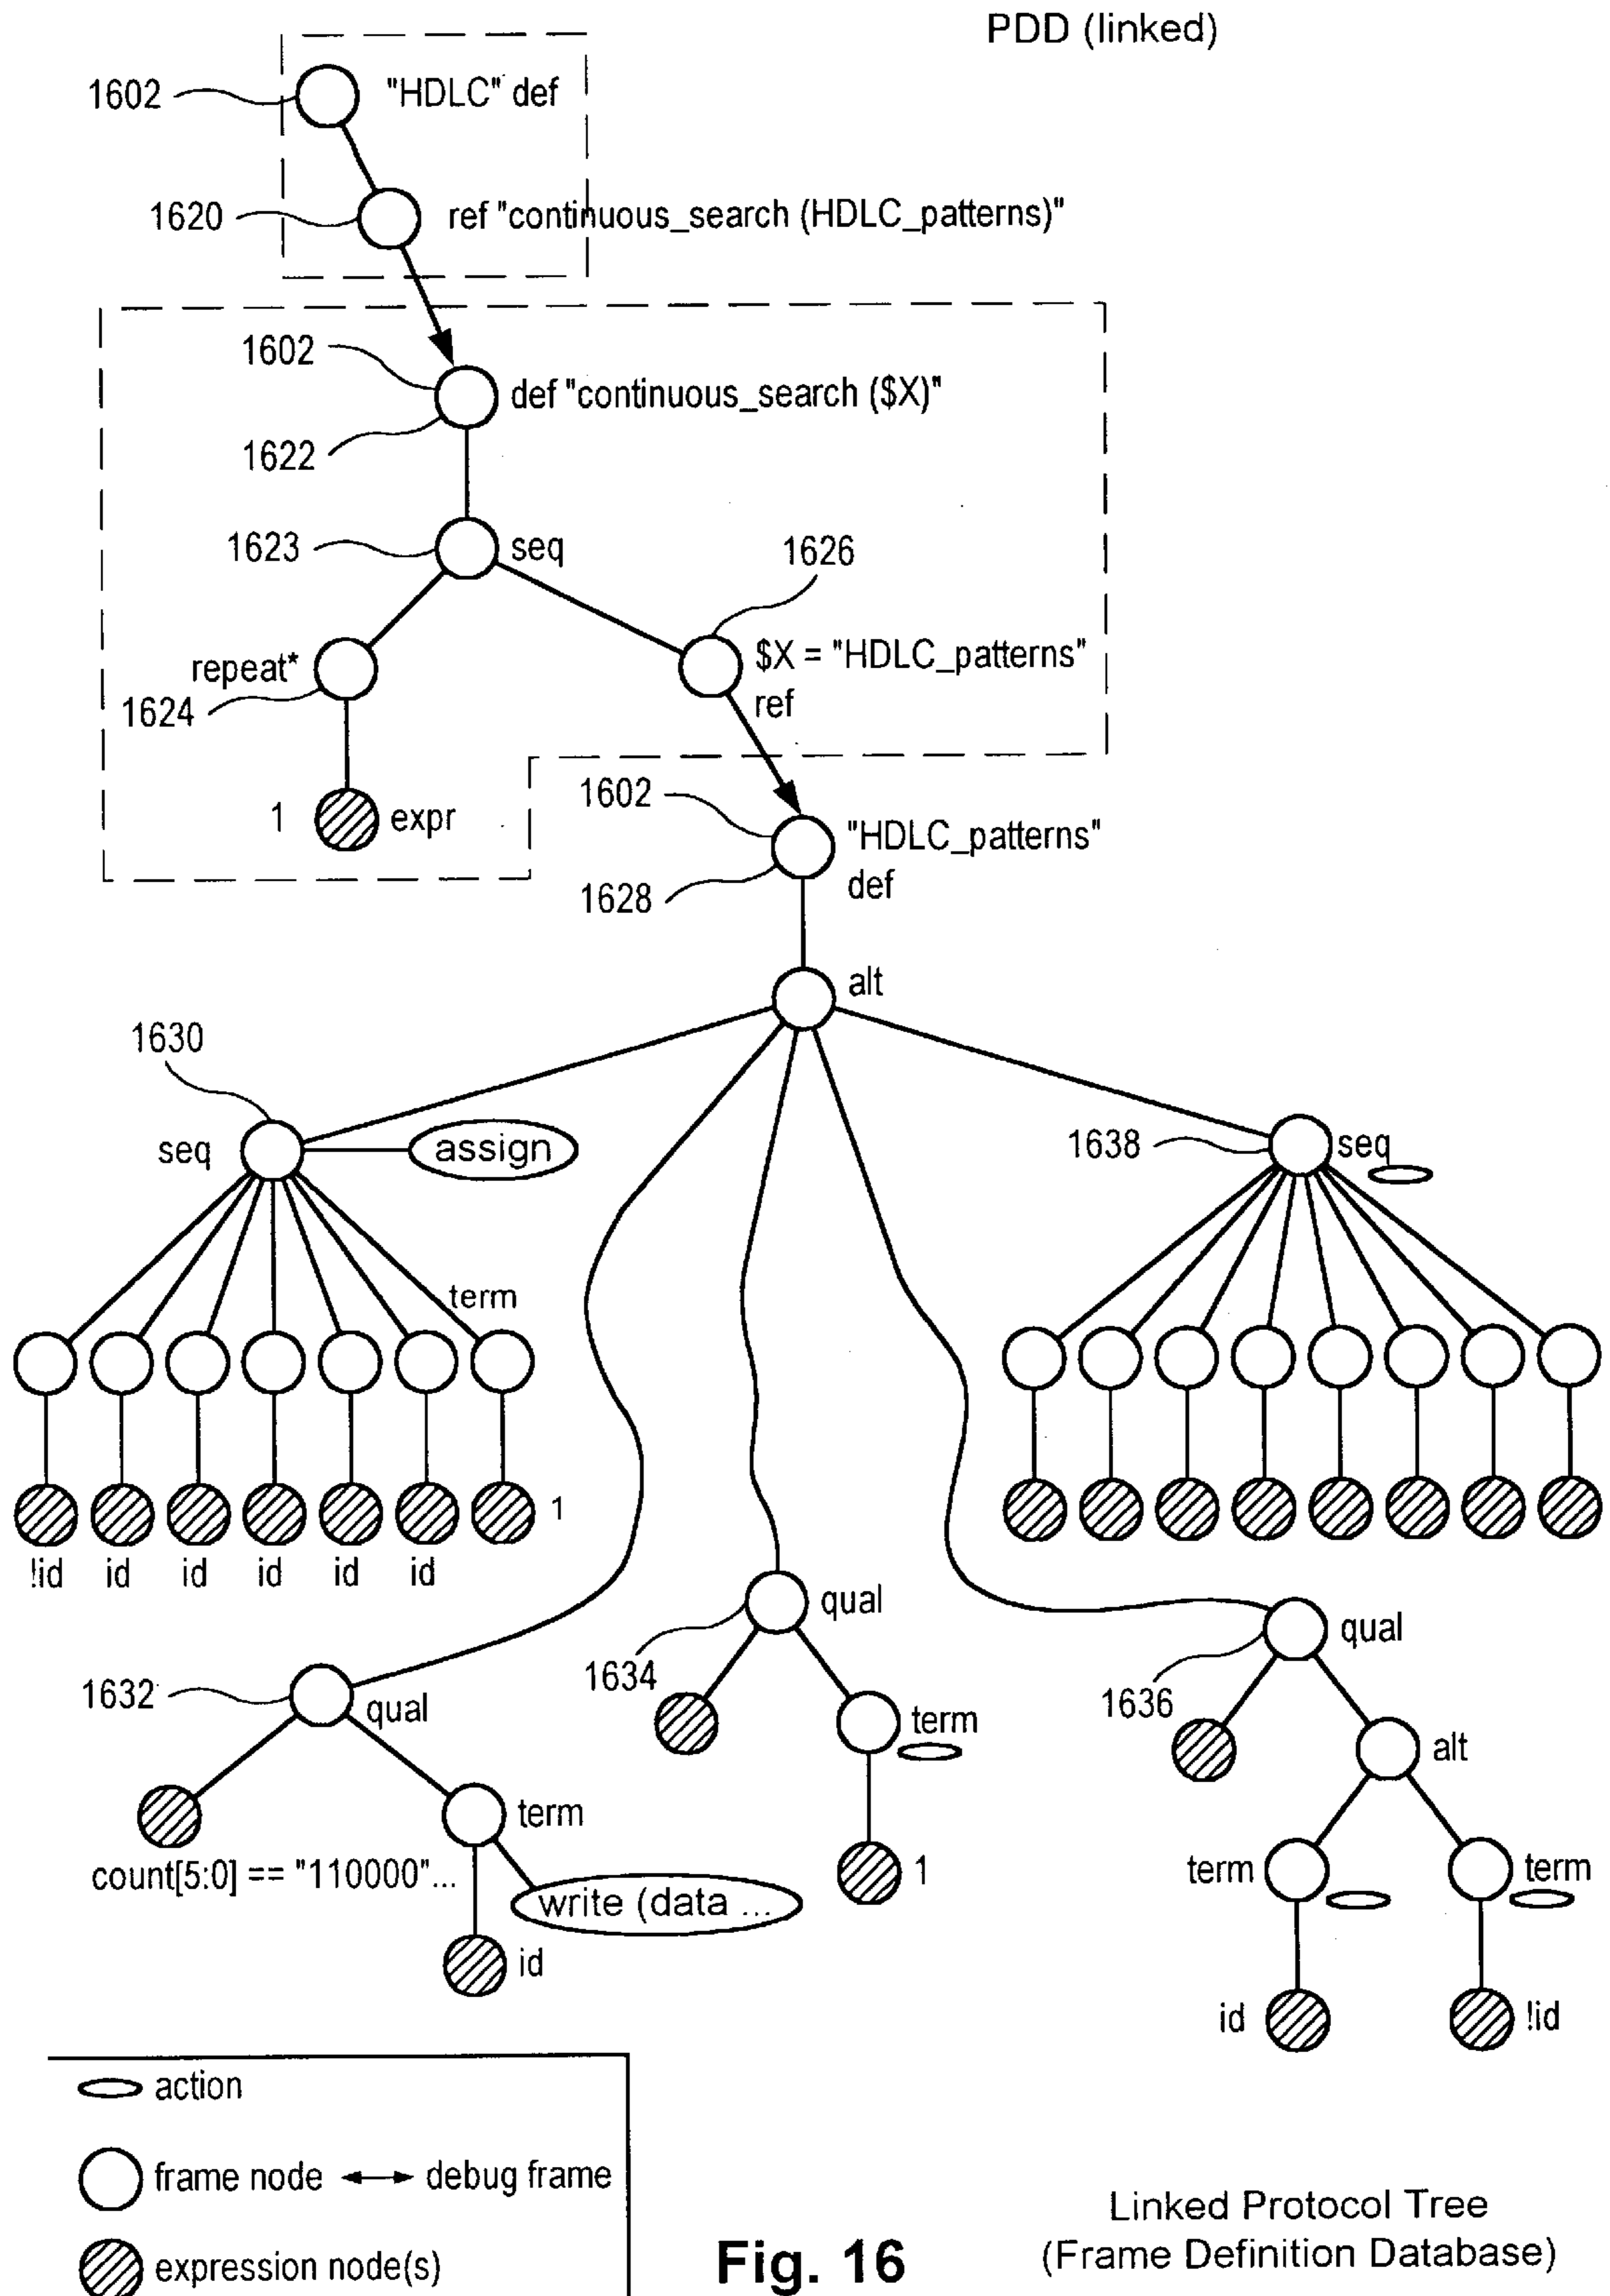 PDD (linked)
1602
"HDLC" def
1620
ref "continuous_search (HDLC_patterns)"
1602
def "continuous_search ($X)"
1622
1623
seq
1626
repeat*
$X = "HDLC_patterns"
ref
1624
1
expr
1602
"HDLC_patterns"
def
1628
alt
1630
seq
assign
1638
seq
term
1
!id
id
id
id
id
id
1634
qual
1632
qual
1636
qual
term
alt
term
count[5:0] == "110000"...
write (data ...
1
term
term
id
id
!id
action
frame node
debug frame
expression node(s)
Fig. 16
Linked Protocol Tree
(Frame Definition Database)